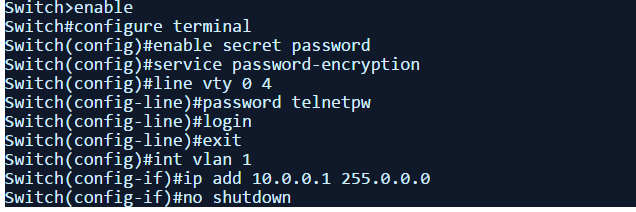 Switch>enable
Switch#configure terminal
Switch(config)#enable secret password
Switch(config)#service password-encryption
Switch(config)#line vty 0 4
Switch(config-line)#password telnetpw
Switch(config-line)#login
Switch(config-line)#exit
Switch(config)#int vlan 1
Switch(config-if)#ip add 10.0.0.1 255.0.0.0
Switch(config-if)#no shutdown